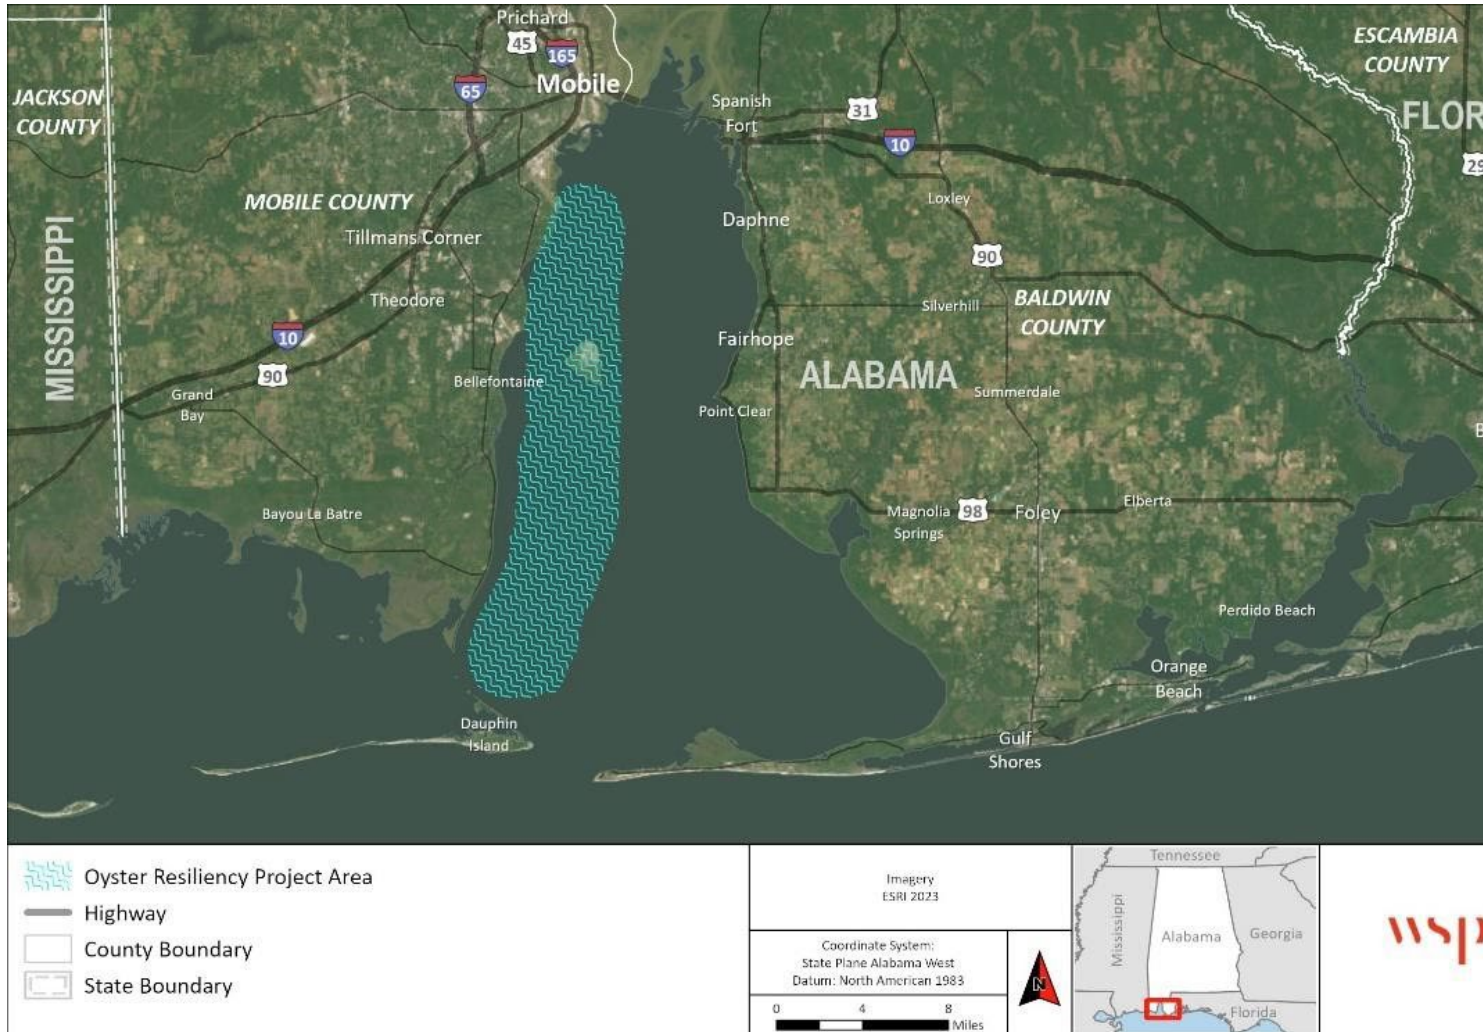 Prichard
45
165
Mobile
65
JACKSON
COUNTY
Spanish
Fort
31
10
ESCAMBIA
COUNTY
FLOR
29
MOBILE COUNTY
Tillmans Corner
Daphne
Loxley
90
MISSISSIPPI
Theodore
10
90
Silverhill
BALDWIN
COUNTY
Fairhope
ALABAMA
Bellefontaine
Grand
Bay
Point Clear
Summerdale
B
Bayou La Batre
Magnolia
Springs
98
Foley
Elberta
Perdido Beach
Orange
Beach
Dauphin
Island
Gulf
Shores
Oyster Resiliency Project Area
Highway
County Boundary
State Boundary
Imagery
ESRI 2023
Coordinate System:
State Plane Alabama West
Datum: North American 1983
0 4 8
Miles
N
Tennessee
Mississippi
Alabama
Georgia
Florida
wsp